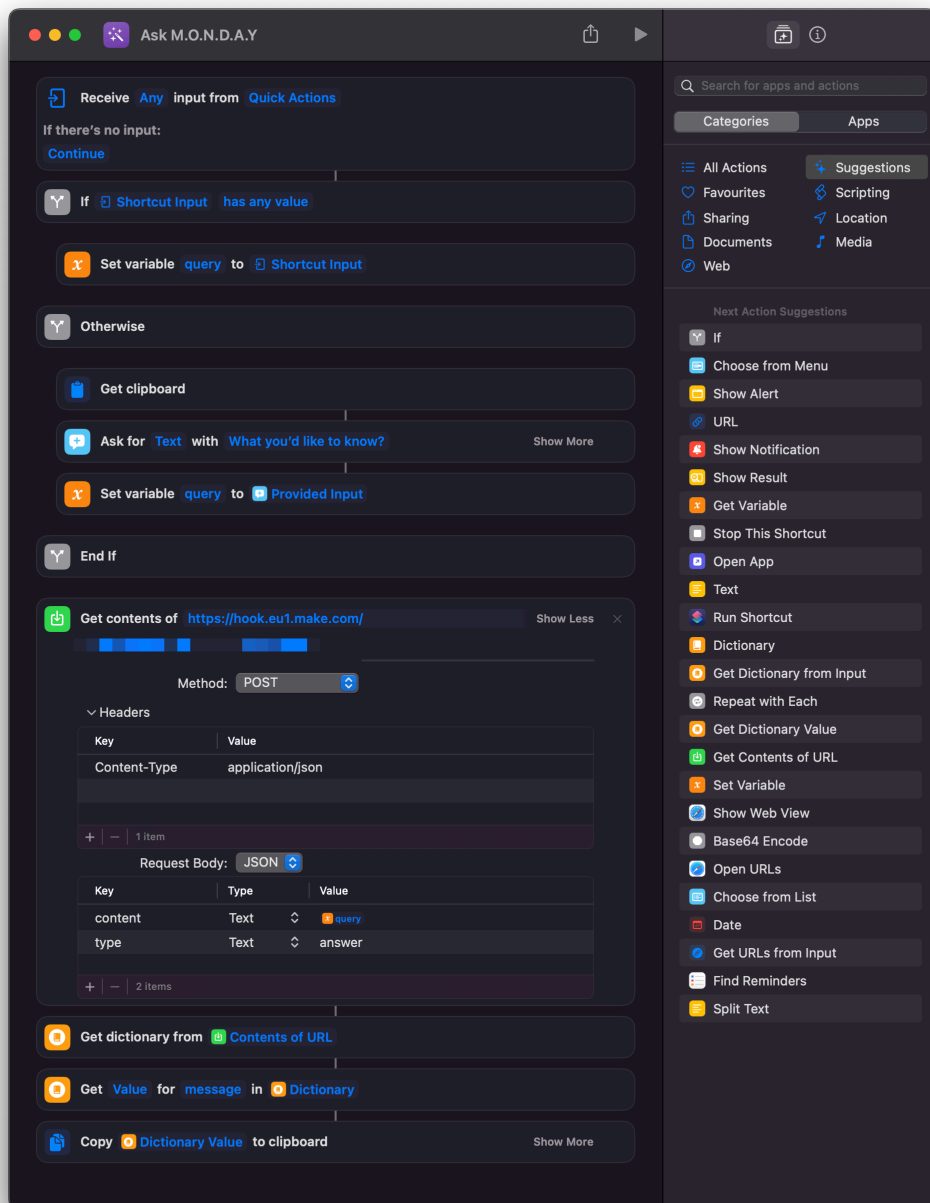 Ask M.O.N.D.A.Y
Receive Any input from Quick Actions
If there's no input:
Continue
If Shortcut Input has any value
Set variable query to Shortcut Input
Otherwise
Get clipboard
Ask for Text with What you'd like to know? Show More
Set variable query to Provided Input
End If
Get contents of https://hook.eu1.make.com/ Show Less
Method: POST
Headers
Key Value
Content-Type application/json
+ − 1 item
Request Body: JSON
Key Type Value
content Text query
type Text answer
+ − 2 items
Get dictionary from Contents of URL
Get Value for message in Dictionary
Copy Dictionary Value to clipboard Show More
Search for apps and actions
Categories Apps
All Actions Suggestions
Favourites Scripting
Sharing Location
Documents Media
Web
Next Action Suggestions
If
Choose from Menu
Show Alert
URL
Show Notification
Show Result
Get Variable
Stop This Shortcut
Open App
Text
Run Shortcut
Dictionary
Get Dictionary from Input
Repeat with Each
Get Dictionary Value
Get Contents of URL
Set Variable
Show Web View
Base64 Encode
Open URLs
Choose from List
Date
Get URLs from Input
Find Reminders
Split Text